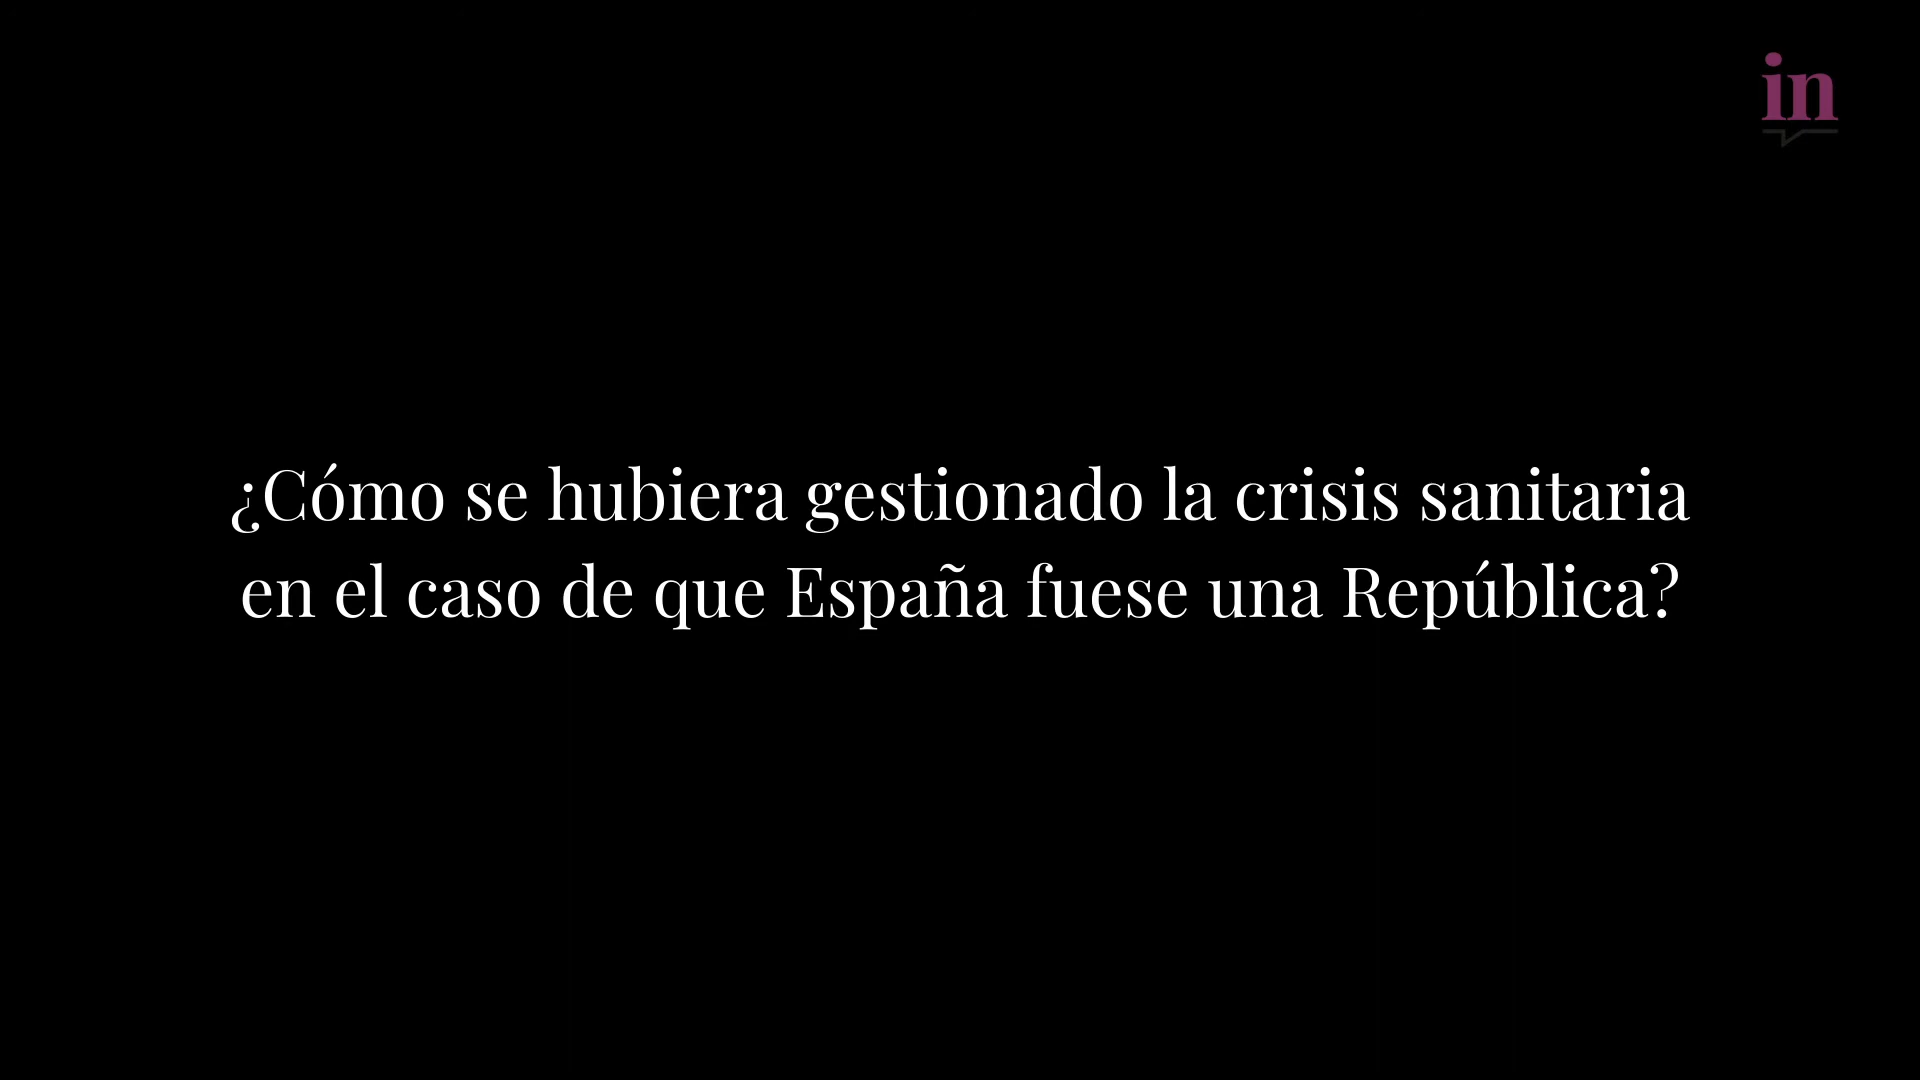 in
¿Cómo se hubiera gestionado la crisis sanitaria
en el caso de que España fuese una República?